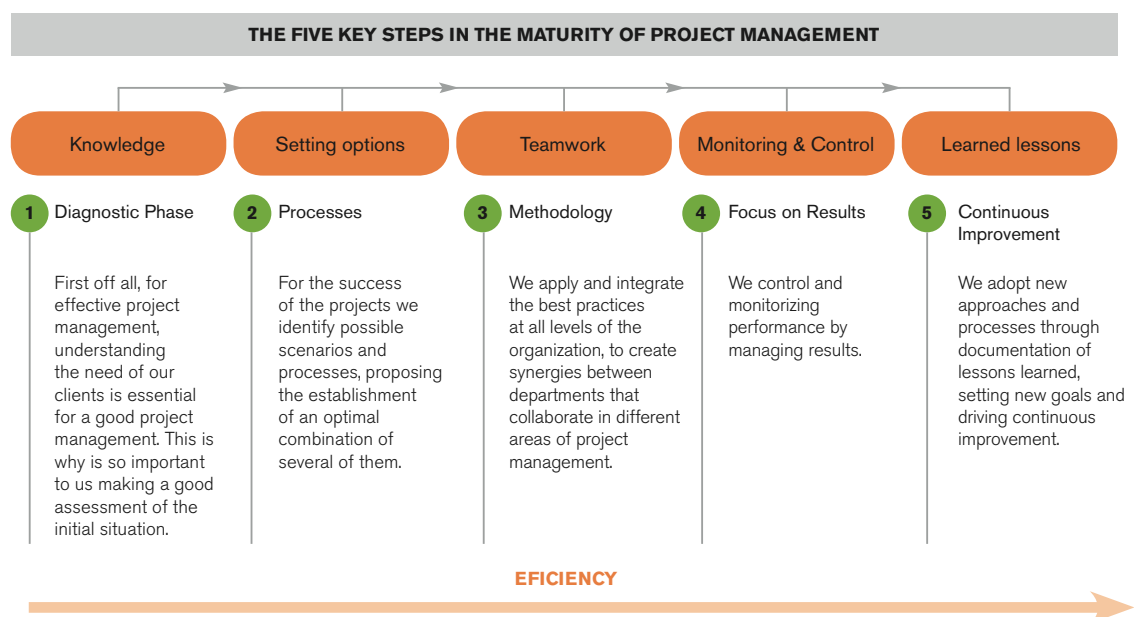 THE FIVE KEY STEPS IN THE MATURITY OF PROJECT MANAGEMENT
Knowledge
Setting options
Teamwork
Monitoring & Control
Learned lessons
1
Diagnostic Phase
First off all, for
effective project
management,
understanding
the need of our
clients is essential
for a good project
management. This is
why is so important
to us making a good
assessment of the
initial situation.
2
Processes
For the success
of the projects we
identify possible
scenarios and
processes, proposing
the establishment
of an optimal
combination of
several of them.
3
Methodology
We apply and integrate
the best practices
at all levels of the
organization, to create
synergies between
departments that
collaborate in different
areas of project
management.
4
Focus on Results
We control and
monitorizing
performance by
managing results.
5
Continuous
Improvement
We adopt new
approaches and
processes through
documentation of
lessons learned,
setting new goals and
driving continuous
improvement.
EFICIENCY